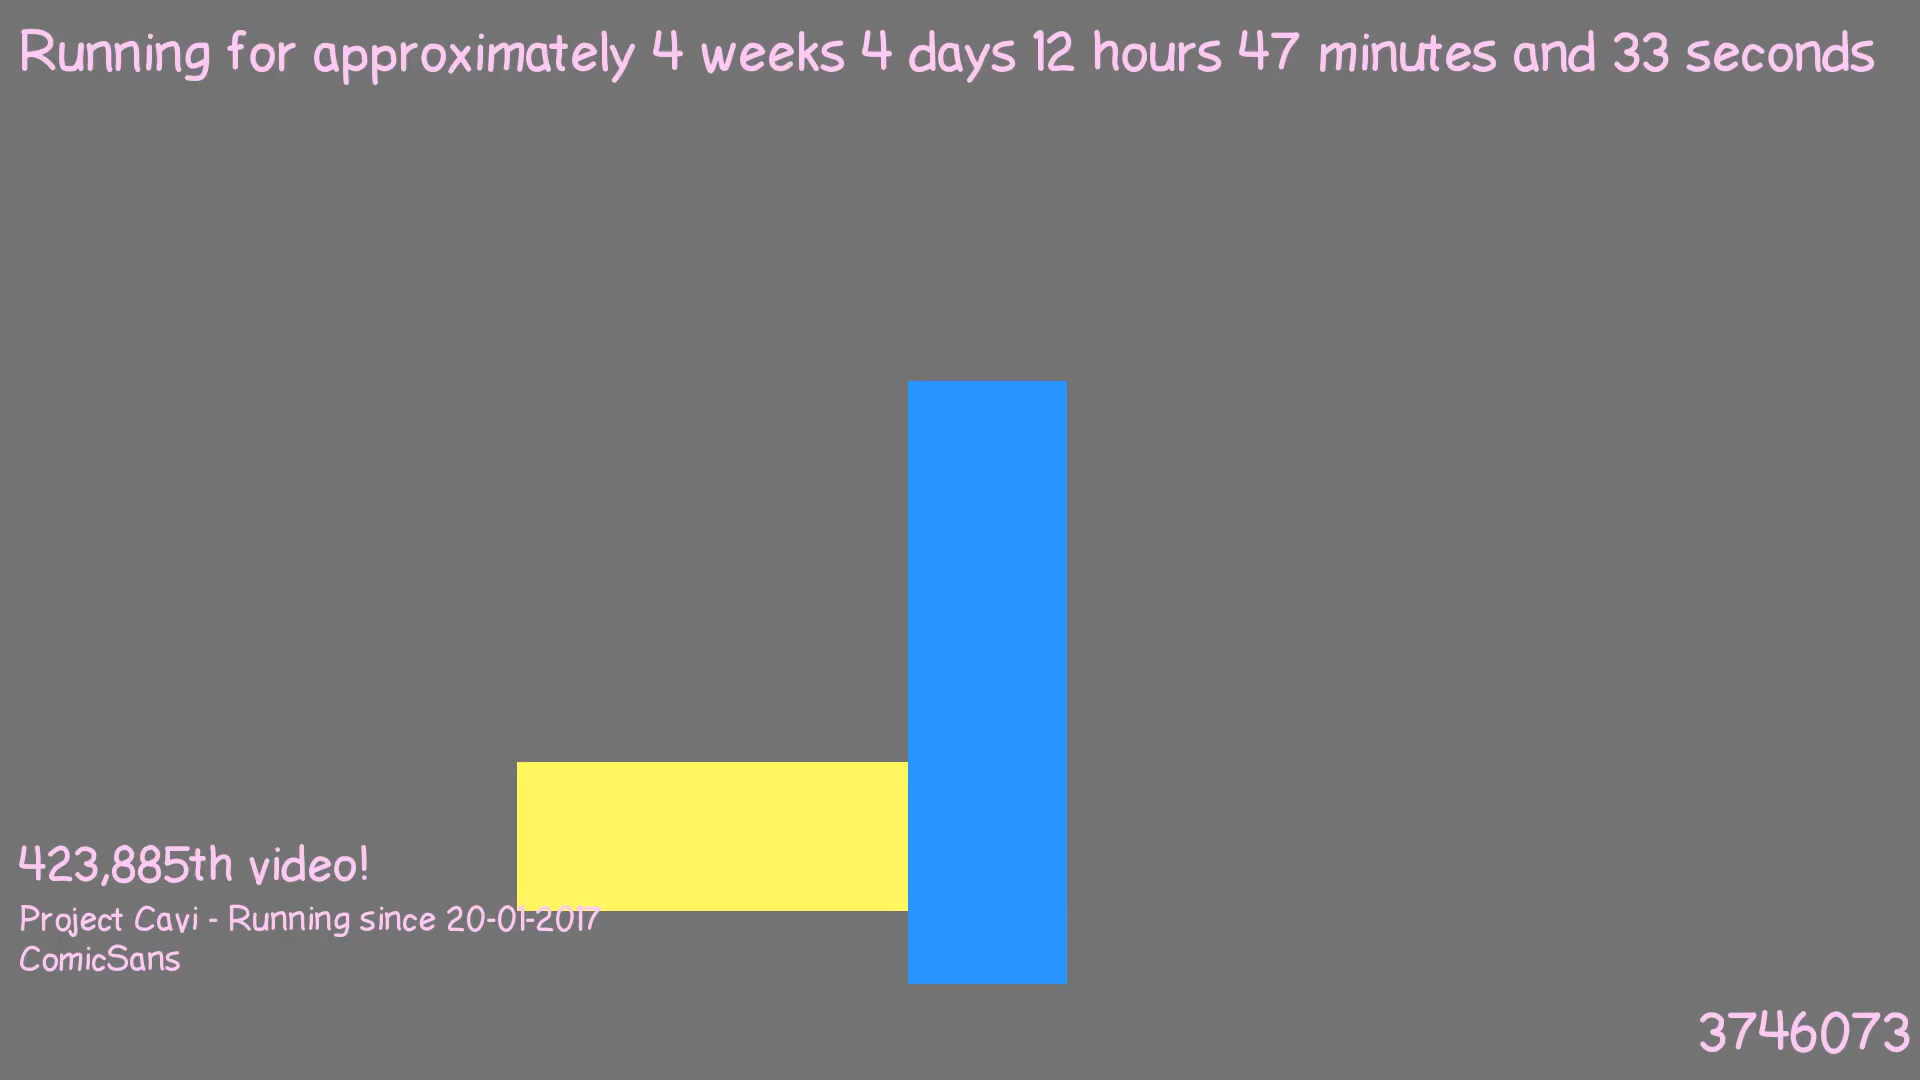 Running for approximately 4 weeks 4 days 12 hours 47 minutes and 33 seconds
423,885th video!
Project Cavi - Running since 20-01-2017
ComicSans
3746073